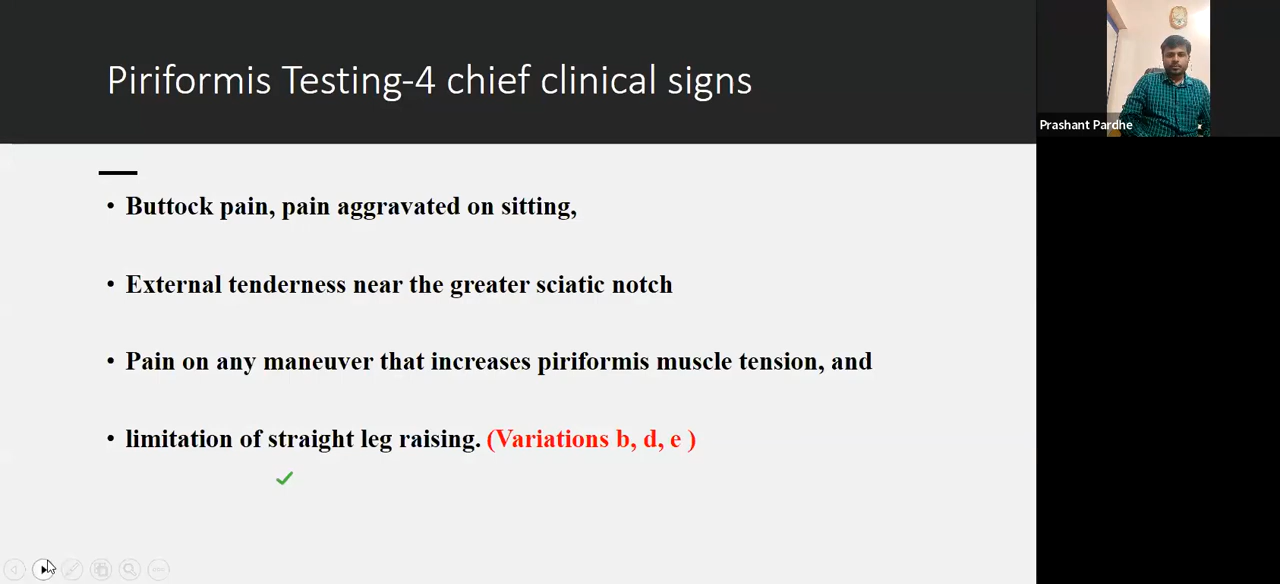 Piriformis Testing-4 chief clinical signs
• Buttock pain, pain aggravated on sitting,
• External tenderness near the greater sciatic notch
• Pain on any maneuver that increases piriformis muscle tension, and
• limitation of straight leg raising. (Variations b, d, e )
Prashant Pardhe